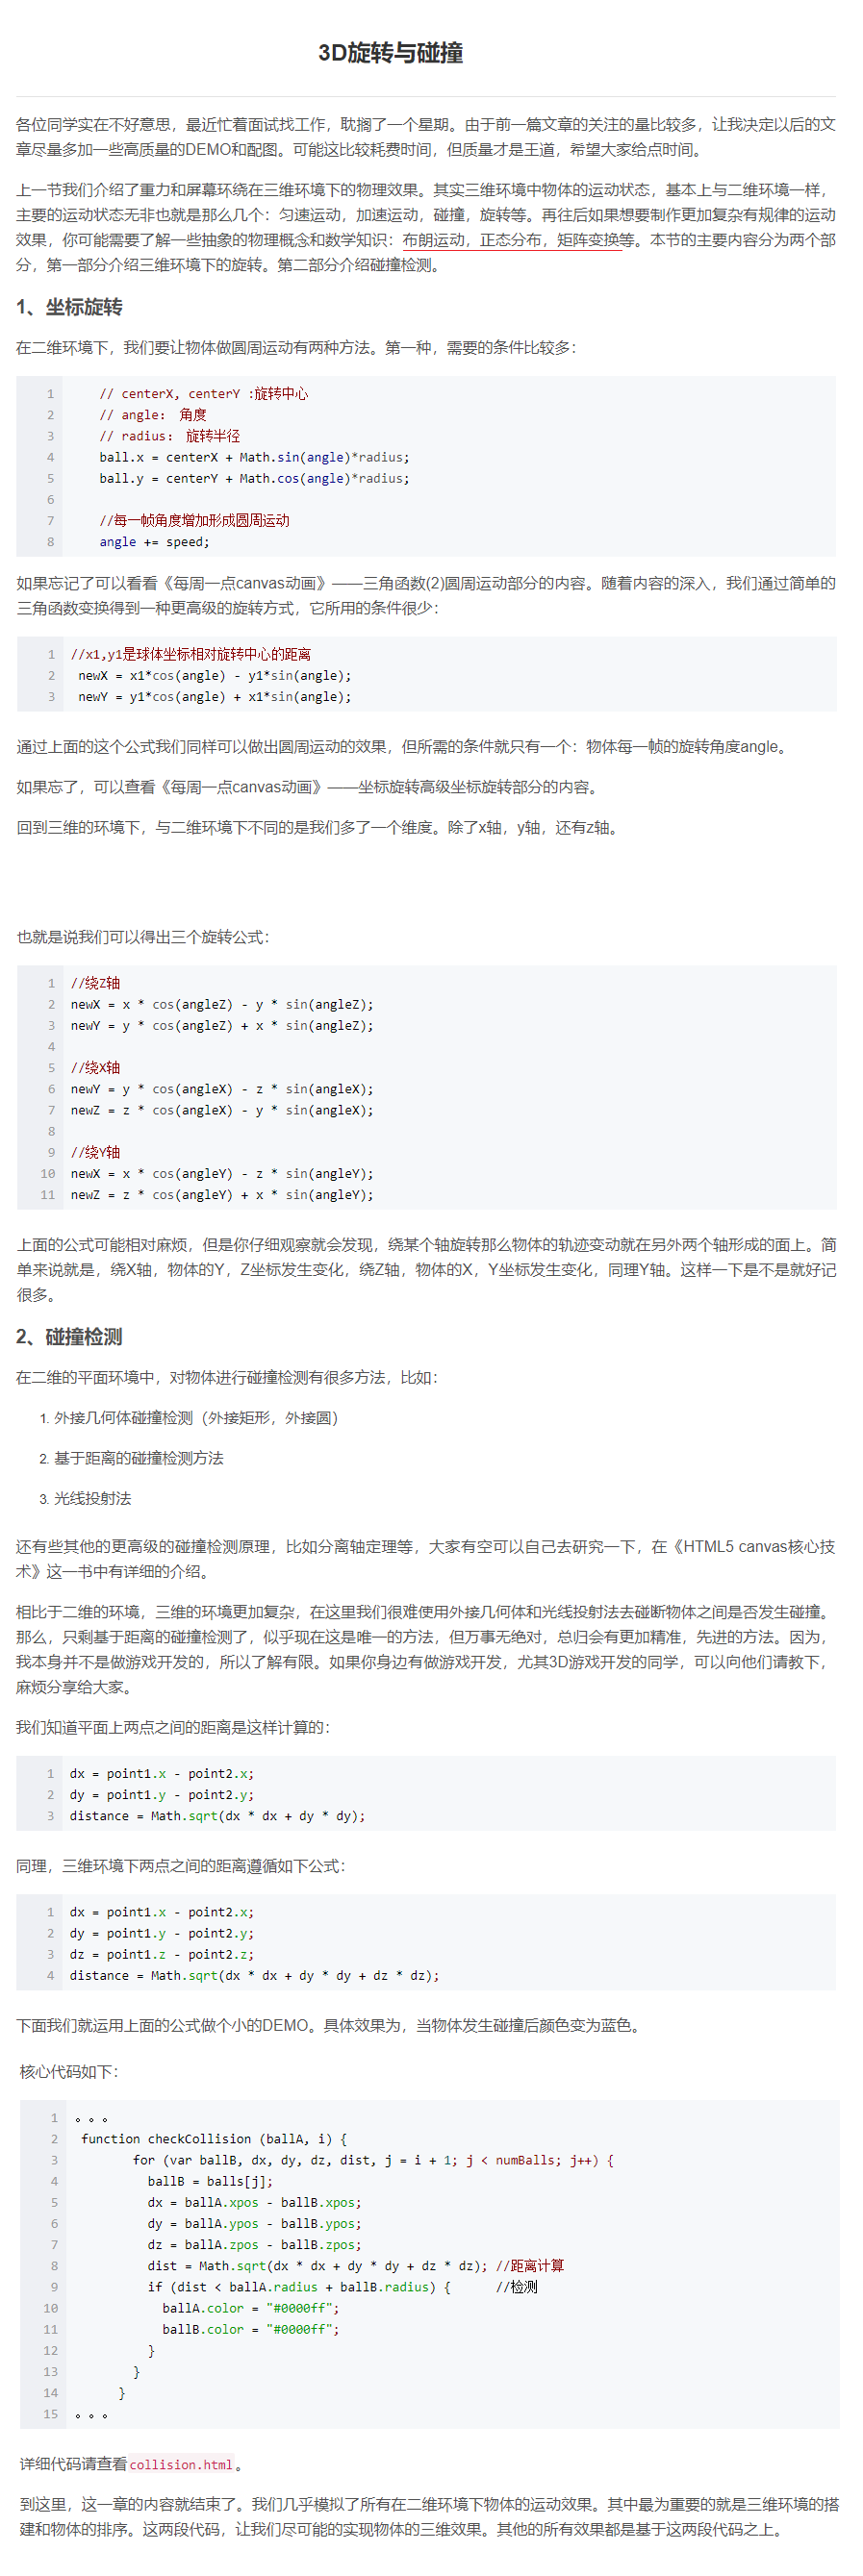 3D旋转与碰撞
各位同学实在不好意思，最近忙着面试找工作，耽搁了一个星期。由于前一篇文章的关注的量比较多，让我决定以后的文
章尽量多加一些高质量的DEMO和配图。可能这比较耗费时间，但质量才是王道，希望大家给点时间。
上一节我们介绍了重力和屏幕环绕在三维环境下的物理效果。其实三维环境中物体的运动状态，基本上与二维环境一样，
主要的运动状态无非也就是那么几个：匀速运动，加速运动，碰撞，旋转等。再往后如果想要制作更加复杂有规律的运动
效果，你可能需要了解一些抽象的物理概念和数学知识：布朗运动，正态分布，矩阵变换等。本节的主要内容分为两个部
分，第一部分介绍三维环境下的旋转。第二部分介绍碰撞检测。
1、坐标旋转
在二维环境下，我们要让物体做圆周运动有两种方法。第一种，需要的条件比较多：
1 // centerX, centerY :旋转中心
2 // angle： 角度
3 // radius： 旋转半径
4 ball.x = centerX + Math.sin(angle)*radius;
5 ball.y = centerY + Math.cos(angle)*radius;
6
7 //每一帧角度增加形成圆周运动
8 angle += speed;
如果忘记了可以看看《每周一点canvas动画》——三角函数(2)圆周运动部分的内容。随着内容的深入，我们通过简单的
三角函数变换得到一种更高级的旋转方式，它所用的条件很少：
1 //x1,y1是球体坐标相对旋转中心的距离
2 newX = x1*cos(angle) - y1*sin(angle);
3 newY = y1*cos(angle) + x1*sin(angle);
通过上面的这个公式我们同样可以做出圆周运动的效果，但所需的条件就只有一个：物体每一帧的旋转角度angle。
如果忘了，可以查看《每周一点canvas动画》——坐标旋转高级坐标旋转部分的内容。
回到三维的环境下，与二维环境下不同的是我们多了一个维度。除了x轴，y轴，还有z轴。
也就是说我们可以得出三个旋转公式：
1 //绕Z轴
2 newX = x * cos(angleZ) - y * sin(angleZ);
3 newY = y * cos(angleZ) + x * sin(angleZ);
4
5 //绕X轴
6 newY = y * cos(angleX) - z * sin(angleX);
7 newZ = z * cos(angleX) - y * sin(angleX);
8
9 //绕Y轴
10 newX = x * cos(angleY) - z * sin(angleY);
11 newZ = z * cos(angleY) + x * sin(angleY);
上面的公式可能相对麻烦，但是你仔细观察就会发现，绕某个轴旋转那么物体的轨迹变动就在另外两个轴形成的面上。简
单来说就是，绕X轴，物体的Y，Z坐标发生变化，绕Z轴，物体的X，Y坐标发生变化，同理Y轴。这样一下是不是就好记
很多。
2、碰撞检测
在二维的平面环境中，对物体进行碰撞检测有很多方法，比如：
1. 外接几何体碰撞检测（外接矩形，外接圆）
2. 基于距离的碰撞检测方法
3. 光线投射法
还有些其他的更高级的碰撞检测原理，比如分离轴定理等，大家有空可以自己去研究一下，在《HTML5 canvas核心技
术》这一书中有详细的介绍。
相比于二维的环境，三维的环境更加复杂，在这里我们很难使用外接几何体和光线投射法去碰断物体之间是否发生碰撞。
那么，只剩基于距离的碰撞检测了，似乎现在这是唯一的方法，但万事无绝对，总归会有更加精准，先进的方法。因为，
我本身并不是做游戏开发的，所以了解有限。如果你身边有做游戏开发，尤其3D游戏开发的同学，可以向他们请教下，
麻烦分享给大家。
我们知道平面上两点之间的距离是这样计算的：
1 dx = point1.x - point2.x;
2 dy = point1.y - point2.y;
3 distance = Math.sqrt(dx * dx + dy * dy);
同理，三维环境下两点之间的距离遵循如下公式：
1 dx = point1.x - point2.x;
2 dy = point1.y - point2.y;
3 dz = point1.z - point2.z;
4 distance = Math.sqrt(dx * dx + dy * dy + dz * dz);
下面我们就运用上面的公式做个小的DEMO。具体效果为，当物体发生碰撞后颜色变为蓝色。
核心代码如下：
1 。。。
2 function checkCollision (ballA, i) {
3 for (var ballB, dx, dy, dz, dist, j = i + 1; j < numBalls; j++) {
4 ballB = balls[j];
5 dx = ballA.xpos - ballB.xpos;
6 dy = ballA.ypos - ballB.ypos;
7 dz = ballA.zpos - ballB.zpos;
8 dist = Math.sqrt(dx * dx + dy * dy + dz * dz); //距离计算
9 if (dist < ballA.radius + ballB.radius) { //检测
10 ballA.color = "#0000ff";
11 ballB.color = "#0000ff";
12 }
13 }
14 }
15 。。。
详细代码请查看collision.html。
到这里，这一章的内容就结束了。我们几乎模拟了所有在二维环境下物体的运动效果。其中最为重要的就是三维环境的搭
建和物体的排序。这两段代码，让我们尽可能的实现物体的三维效果。其他的所有效果都是基于这两段代码之上。